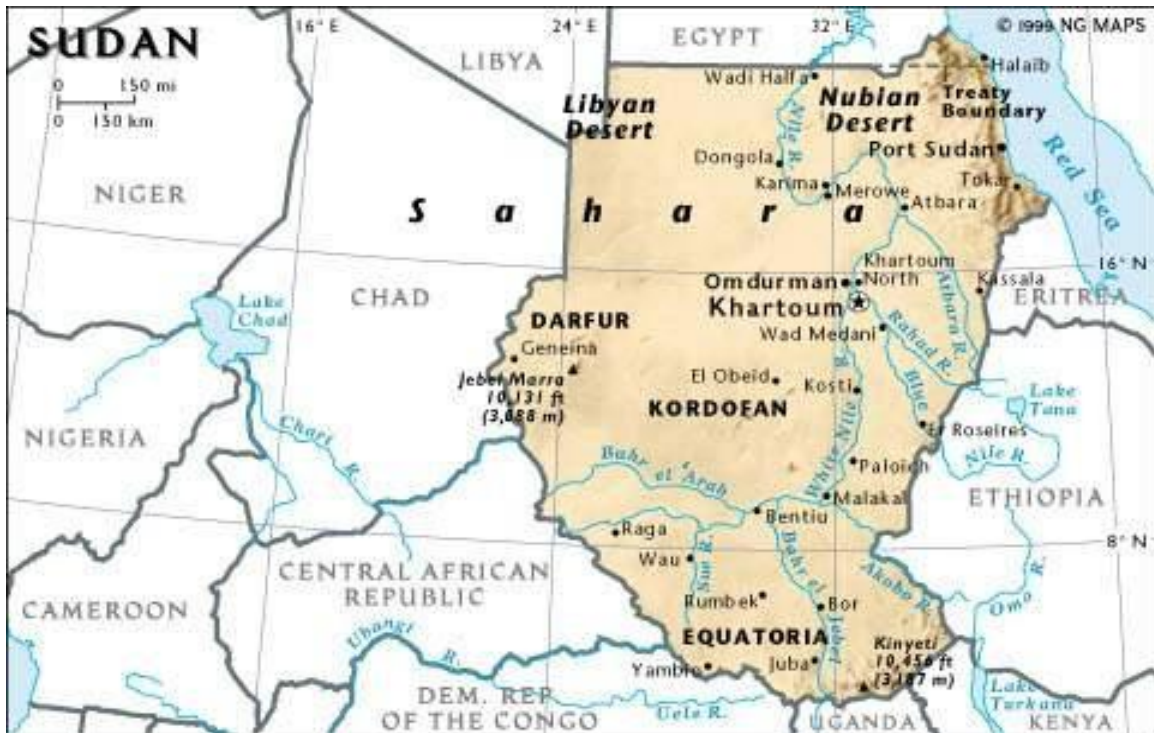 SUDAN
0 150 mi
0 150 km
16° E
24° E
32° E
© 1999 NG MAPS
LIBYA
EGYPT
Halaib
Wadi Halfa
Libyan
Desert
Nubian
Desert
Treaty
Boundary
Nile R.
Port Sudan
Red Sea
NIGER
Dongola
Karima
Merowe
Tokar
Atbara
Sahara
Khartoum
North
16° N
Omdurman
Khartoum
Kassala
ERITREA
Lake
Chad
CHAD
DARFUR
Wad Medani
Atbara R.
Rahad R.
Geneina
Jebel Marra
10,131 ft
(3,088 m)
El Obeid
Kosti
KORDOFAN
Blue
Nile R.
Lake
Tana
Er Roseires
NIGERIA
Chari R.
Bahr el 'Arab
White Nile R.
Paloich
Malakal
ETHIOPIA
Bentiu
Raga
8° N
Wau
CENTRAL AFRICAN
REPUBLIC
Bahr el Jebel
Akobo R.
Omo R.
CAMEROON
Rumbek
Bor
Ubangi R.
EQUATORIA
Kinyeti
10,456 ft
(3,187 m)
Yambio
Juba
DEM. REP
OF THE CONGO
Uele R.
Lake
Turkana
UGANDA
KENYA